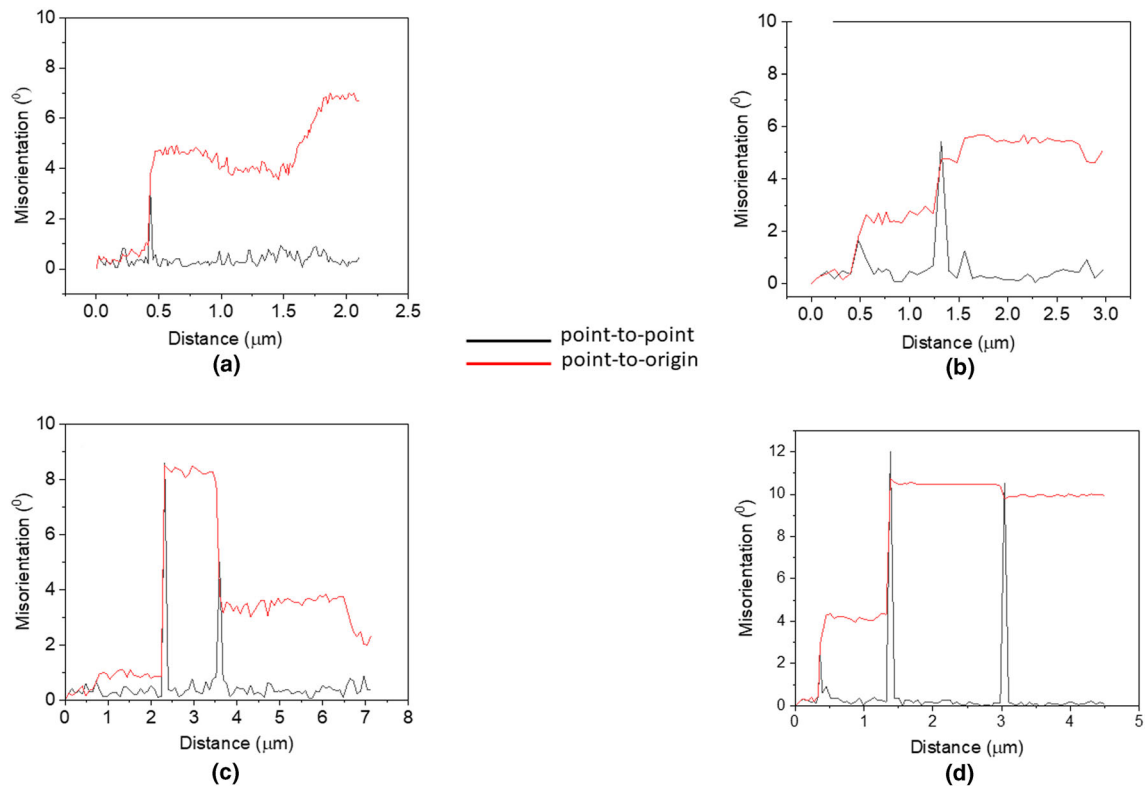 10
8
6
4
2
0
Misorientation (⁰)
0.0 0.5 1.0 1.5 2.0 2.5
Distance (μm)
(a)
10
8
6
4
2
0
Misorientation (⁰)
0.0 0.5 1.0 1.5 2.0 2.5 3.0
Distance (μm)
(b)
point-to-point
point-to-origin
10
8
6
4
2
0
Misorientation (⁰)
0 1 2 3 4 5 6 7 8
Distance (μm)
(c)
12
10
8
6
4
2
0
Misorientation (⁰)
0 1 2 3 4 5
Distance (μm)
(d)